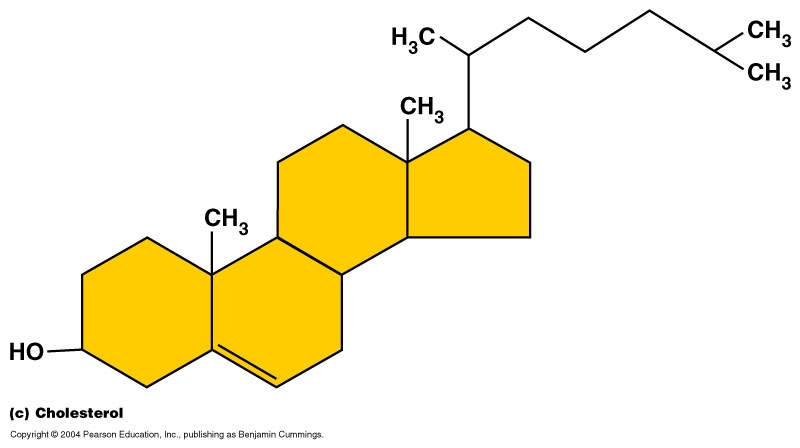 H₃C
CH₃
CH₃
CH₃
CH₃
HO
(c) Cholesterol
Copyright © 2004 Pearson Education, Inc., publishing as Benjamin Cummings.